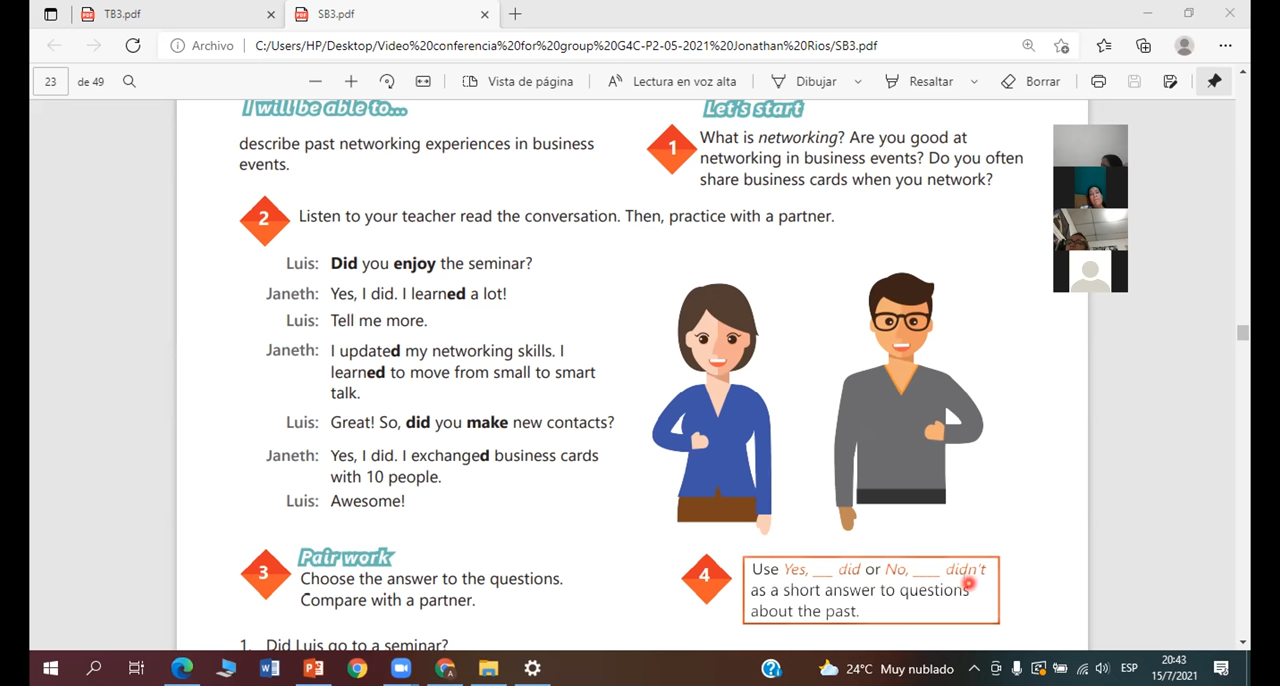 TB3.pdf
SB3.pdf
Archivo
C:/Users/HP/Desktop/Video%20conferencia%20for%20group%20G4C-P2-05-2021%20Jonathan%20Rios/SB3.pdf
23
de 49
Vista de página
Lectura en voz alta
Dibujar
Resaltar
Borrar
I will be able to...
describe past networking experiences in business
events.
Let's start
1
What is networking? Are you good at
networking in business events? Do you often
share business cards when you network?
2
Listen to your teacher read the conversation. Then, practice with a partner.
Luis: Did you enjoy the seminar?
Janeth: Yes, I did. I learned a lot!
Luis: Tell me more.
Janeth: I updated my networking skills. I
learned to move from small to smart
talk.
Luis: Great! So, did you make new contacts?
Janeth: Yes, I did. I exchanged business cards
with 10 people.
Luis: Awesome!
3
Pair work
Choose the answer to the questions.
Compare with a partner.
4
Use Yes, __ did or No, ___ didn't
as a short answer to questions
about the past.
1. Did Luis go to a seminar?
24°C Muy nublado
ESP
20:43
15/7/2021